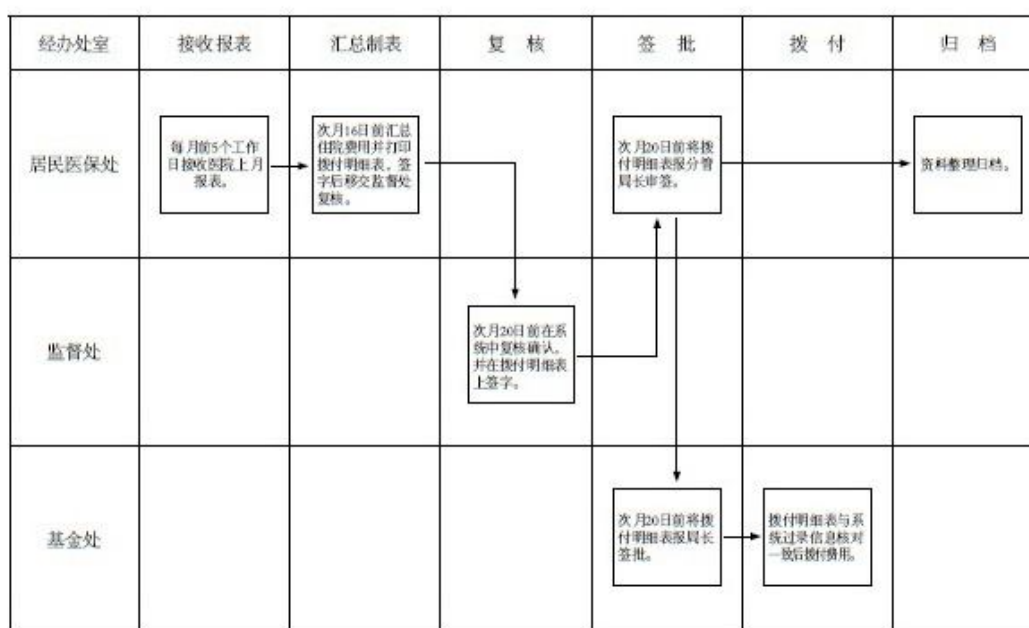 经办处室 接收报表 汇总制表 复 核 签 批 拨 付 归 档
居民医保处
每月前5个工作
日接收医院上月
报表。
次月16日前汇总
住院费用并打印
拨付明细表，签
字后移交监督处
复核。
次月20日前将拨
付明细表报分管
局长审签。
资料整理归档。
监督处
次月20日前在系
统中复核确认，
并在拨付明细表
上签字。
基金处
次月20日前将拨
付明细表报局长
签批。
拨付明细表与系
统过录信息核对
一致后拨付费用。